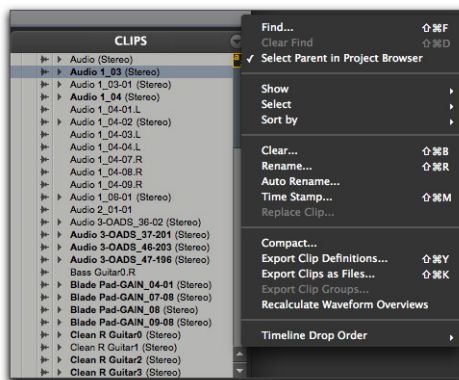 CLIPS
Audio (Stereo)
Audio 1_03 (Stereo)
Audio 1_03-01 (Stereo)
Audio 1_04 (Stereo)
Audio 1_04-01.L
Audio 1_04-02 (Stereo)
Audio 1_04-03.L
Audio 1_04-04.L
Audio 1_04-07.R
Audio 1_04-08.R
Audio 1_04-09.R
Audio 1_06-01 (Stereo)
Audio 2_01-01
Audio 3-OADS_36-02 (Stereo)
Audio 3-OADS_37-201 (Stereo)
Audio 3-OADS_46-203 (Stereo)
Audio 3-OADS_47-196 (Stereo)
Bass Guitar0.R
Blade Pad-GAIN_04-01 (Stereo)
Blade Pad-GAIN_07-08 (Stereo)
Blade Pad-GAIN_08 (Stereo)
Blade Pad-GAIN_09-08 (Stereo)
Clean R Guitar0 (Stereo)
Clean R Guitar1 (Stereo)
Clean R Guitar2 (Stereo)
Clean R Guitar3 (Stereo)
Find... ⇧⌘F
Clear Find ⇧⌘D
✓ Select Parent in Project Browser
Show
Select
Sort by
Clear... ⇧⌘B
Rename... ⇧⌘R
Auto Rename...
Time Stamp... ⇧⌘M
Replace Clip...
Compact...
Export Clip Definitions... ⇧⌘Y
Export Clips as Files... ⇧⌘K
Export Clip Groups...
Recalculate Waveform Overviews
Timeline Drop Order